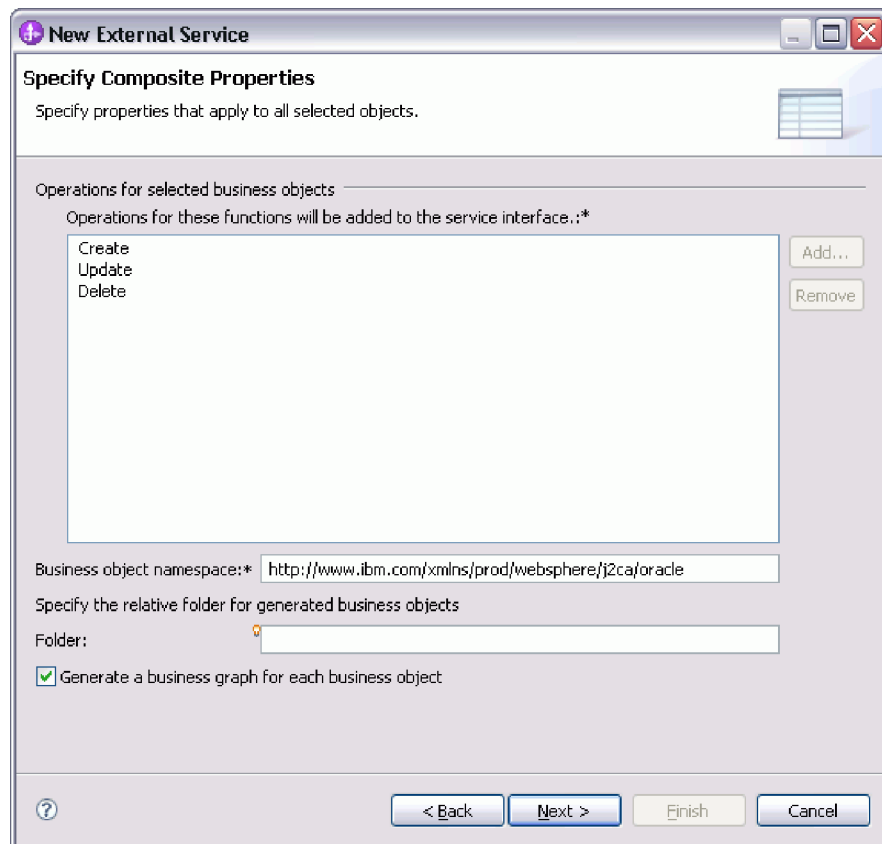 New External Service
Specify Composite Properties
Specify properties that apply to all selected objects.
Operations for selected business objects
Operations for these functions will be added to the service interface.:*
Create
Update
Delete
Add...
Remove
Business object namespace:* http://www.ibm.com/xmlns/prod/websphere/j2ca/oracle
Specify the relative folder for generated business objects
Folder:
Generate a business graph for each business object
? < Back Next > Finish Cancel